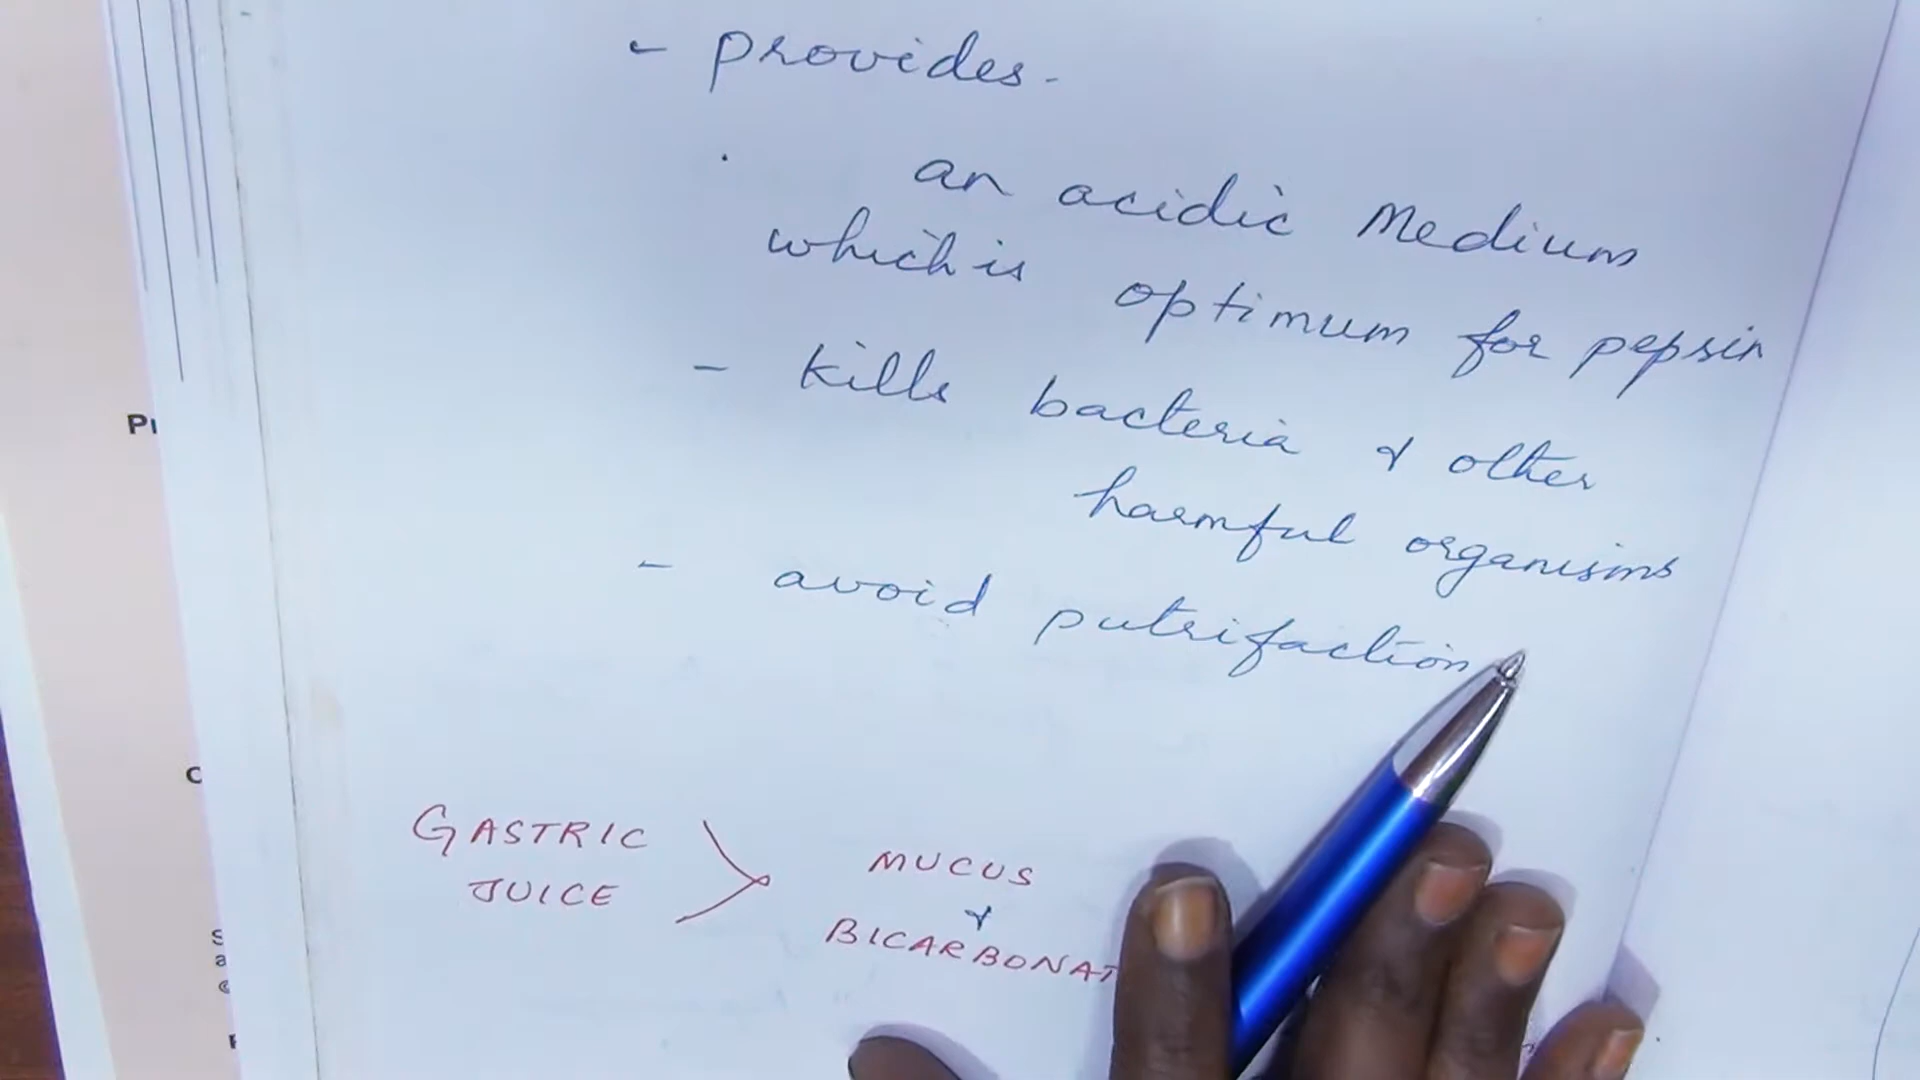 - provides -
an acidic Medium
which is optimum for pepsin
- kills bacteria & other
harmful organisms
- avoid putrifaction
GASTRIC > MUCUS
JUICE &
BICARBONAT
Pr
C
S
a
©